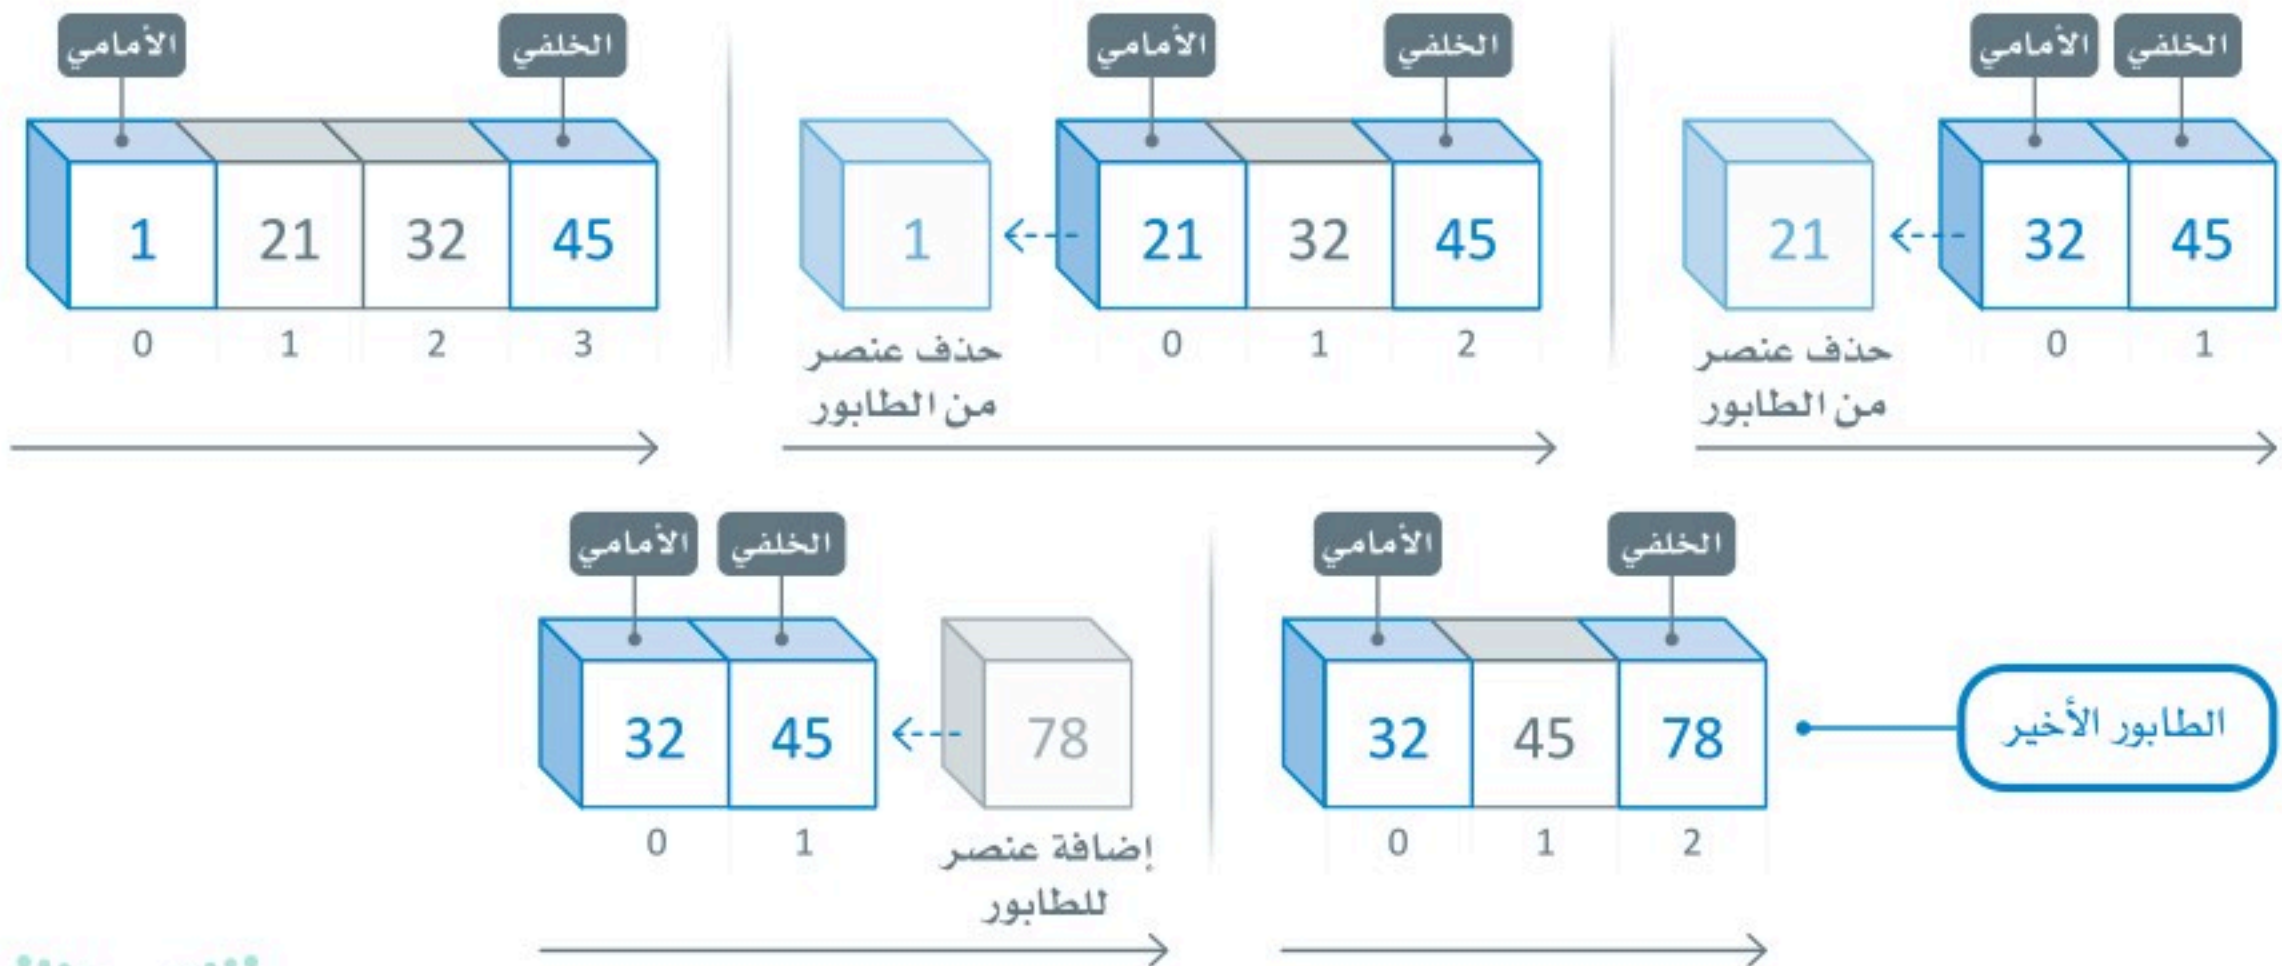 الأمامي
الخلفي
1 21 32 45
0 1 2 3
الأمامي
الخلفي
1 21 32 45
0 1 2
حذف عنصر
من الطابور
الأمامي
الخلفي
21 32 45
0 1
حذف عنصر
من الطابور
الأمامي
الخلفي
32 45 78
0 1
إضافة عنصر
للطابور
الأمامي
الخلفي
32 45 78
0 1 2
الطابور الأخير